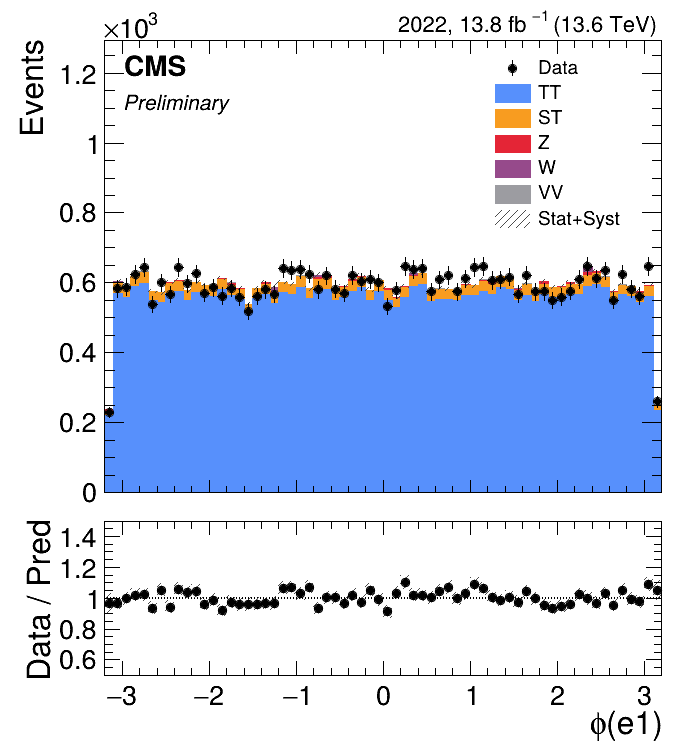 ×10³
2022, 13.8 fb⁻¹ (13.6 TeV)
Events
CMS
Preliminary
Data
TT
ST
Z
W
VV
Stat+Syst
1.2
1
0.8
0.6
0.4
0.2
0
Data / Pred
1.4
1.2
1
0.8
0.6
−3 −2 −1 0 1 2 3
ϕ(e1)